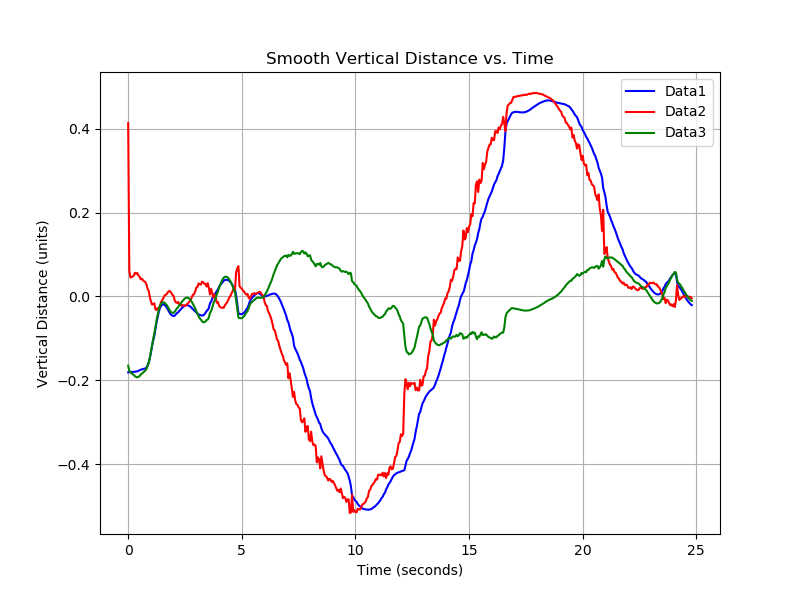 Smooth Vertical Distance vs. Time
Data1
Data2
Data3
Vertical Distance (units)
0.4
0.2
0.0
−0.2
−0.4
0 5 10 15 20 25
Time (seconds)